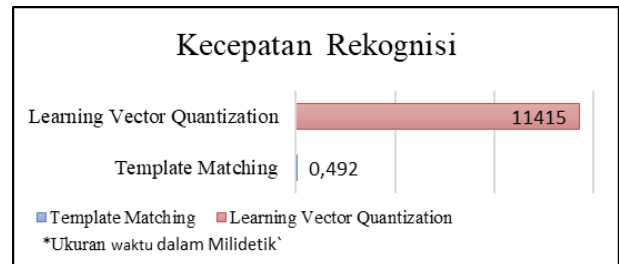 Kecepatan Rekognisi
Learning Vector Quantization
11415
Template Matching
0,492
Template Matching Learning Vector Quantization
*Ukuran waktu dalam Milidetik`